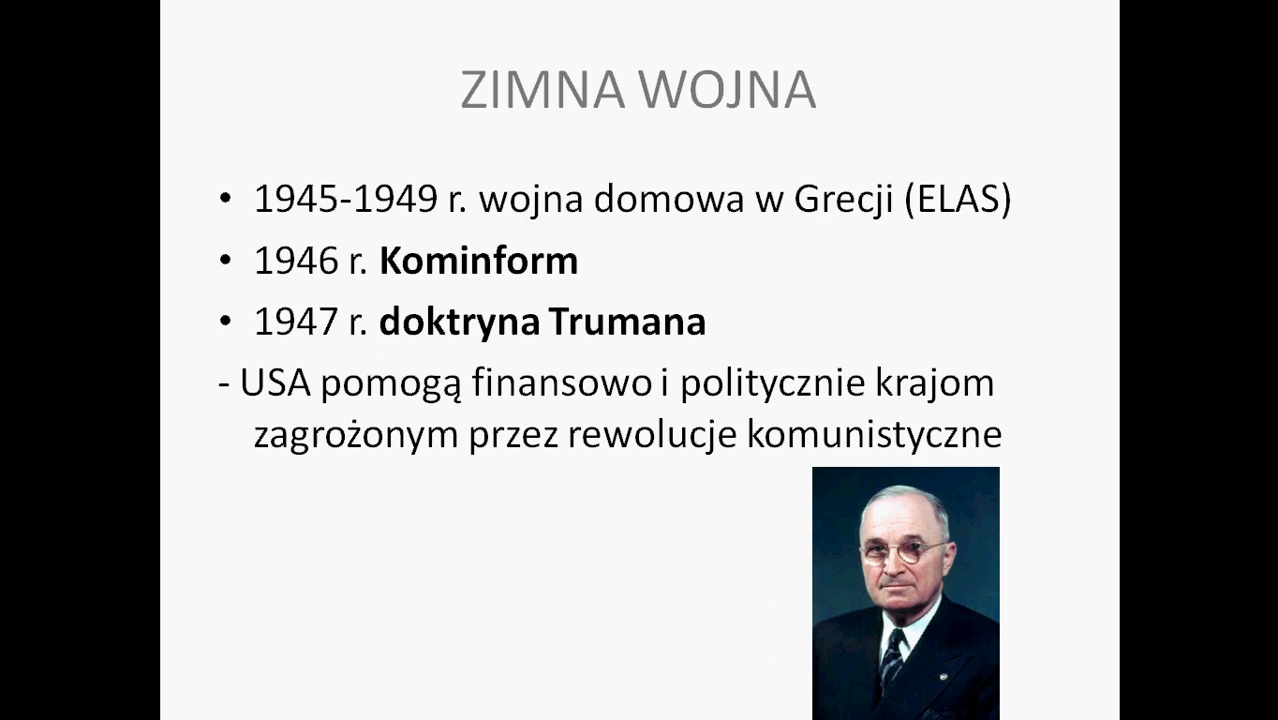 ZIMNA WOJNA
• 1945-1949 r. wojna domowa w Grecji (ELAS)
• 1946 r. Kominform
• 1947 r. doktryna Trumana
- USA pomogą finansowo i politycznie krajom
zagrożonym przez rewolucje komunistyczne